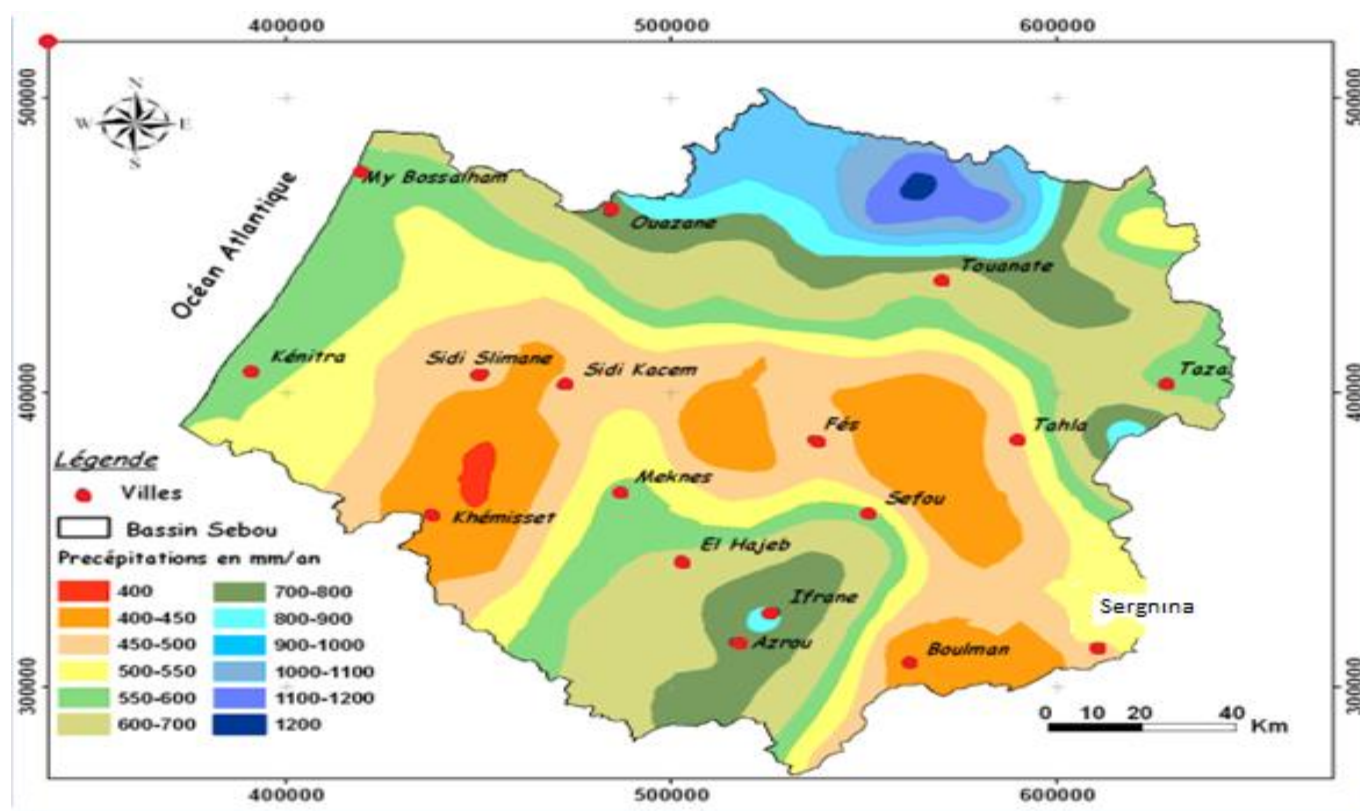 400000 500000 600000
500000 500000
N
W E
S
My Bossalham
Océan Atlantique
Ouazane
Touanate
Kénitra
Sidi Slimane
Sidi Kacem
400000 400000
Taza
Fés
Tahla
Légende
Villes
Meknes
Sefou
Khémisset
Bassin Sebou
El Hajeb
Precépitations en mm/an
400 700-800
400-450 800-900
450-500 900-1000
500-550 1000-1100
550-600 1100-1200
600-700 1200
Ifrane
Sergnina
Azrou
Boulman
300000 300000
0 10 20 40 Km
400000 500000 600000